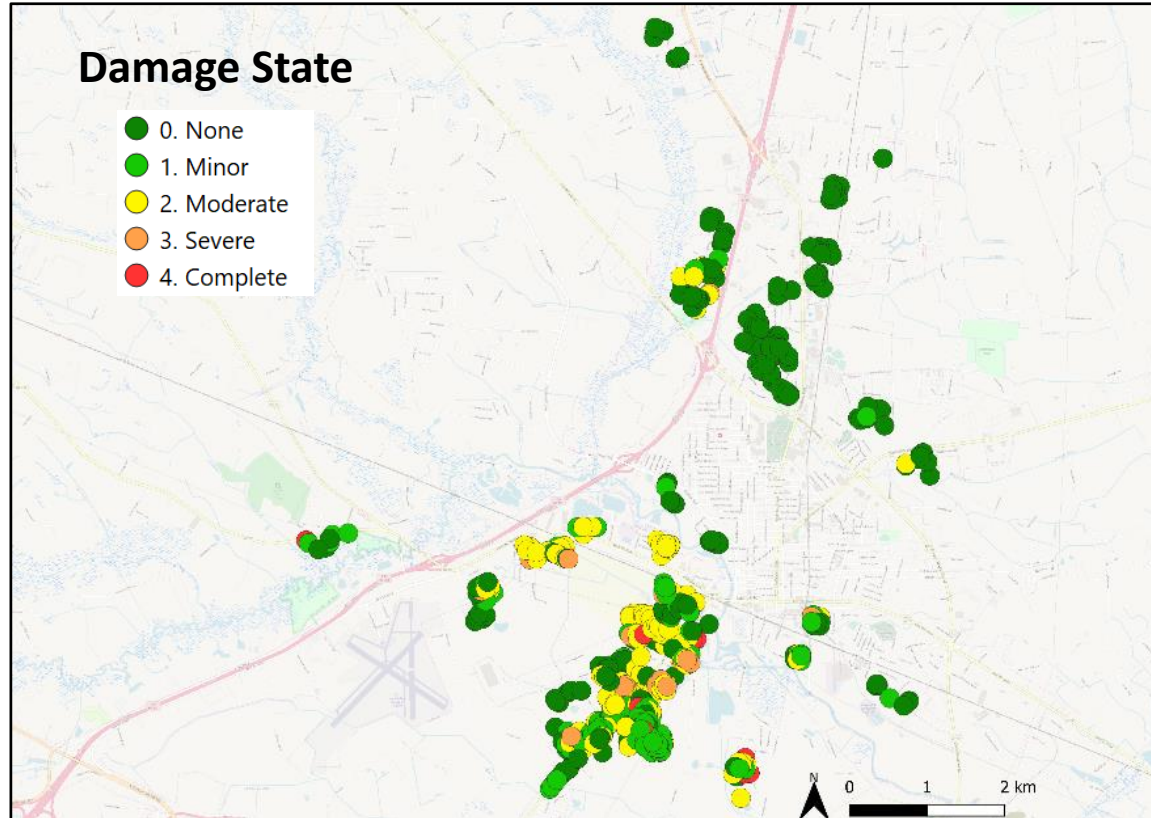 Damage State
0. None
1. Minor
2. Moderate
3. Severe
4. Complete
N
0 1 2 km